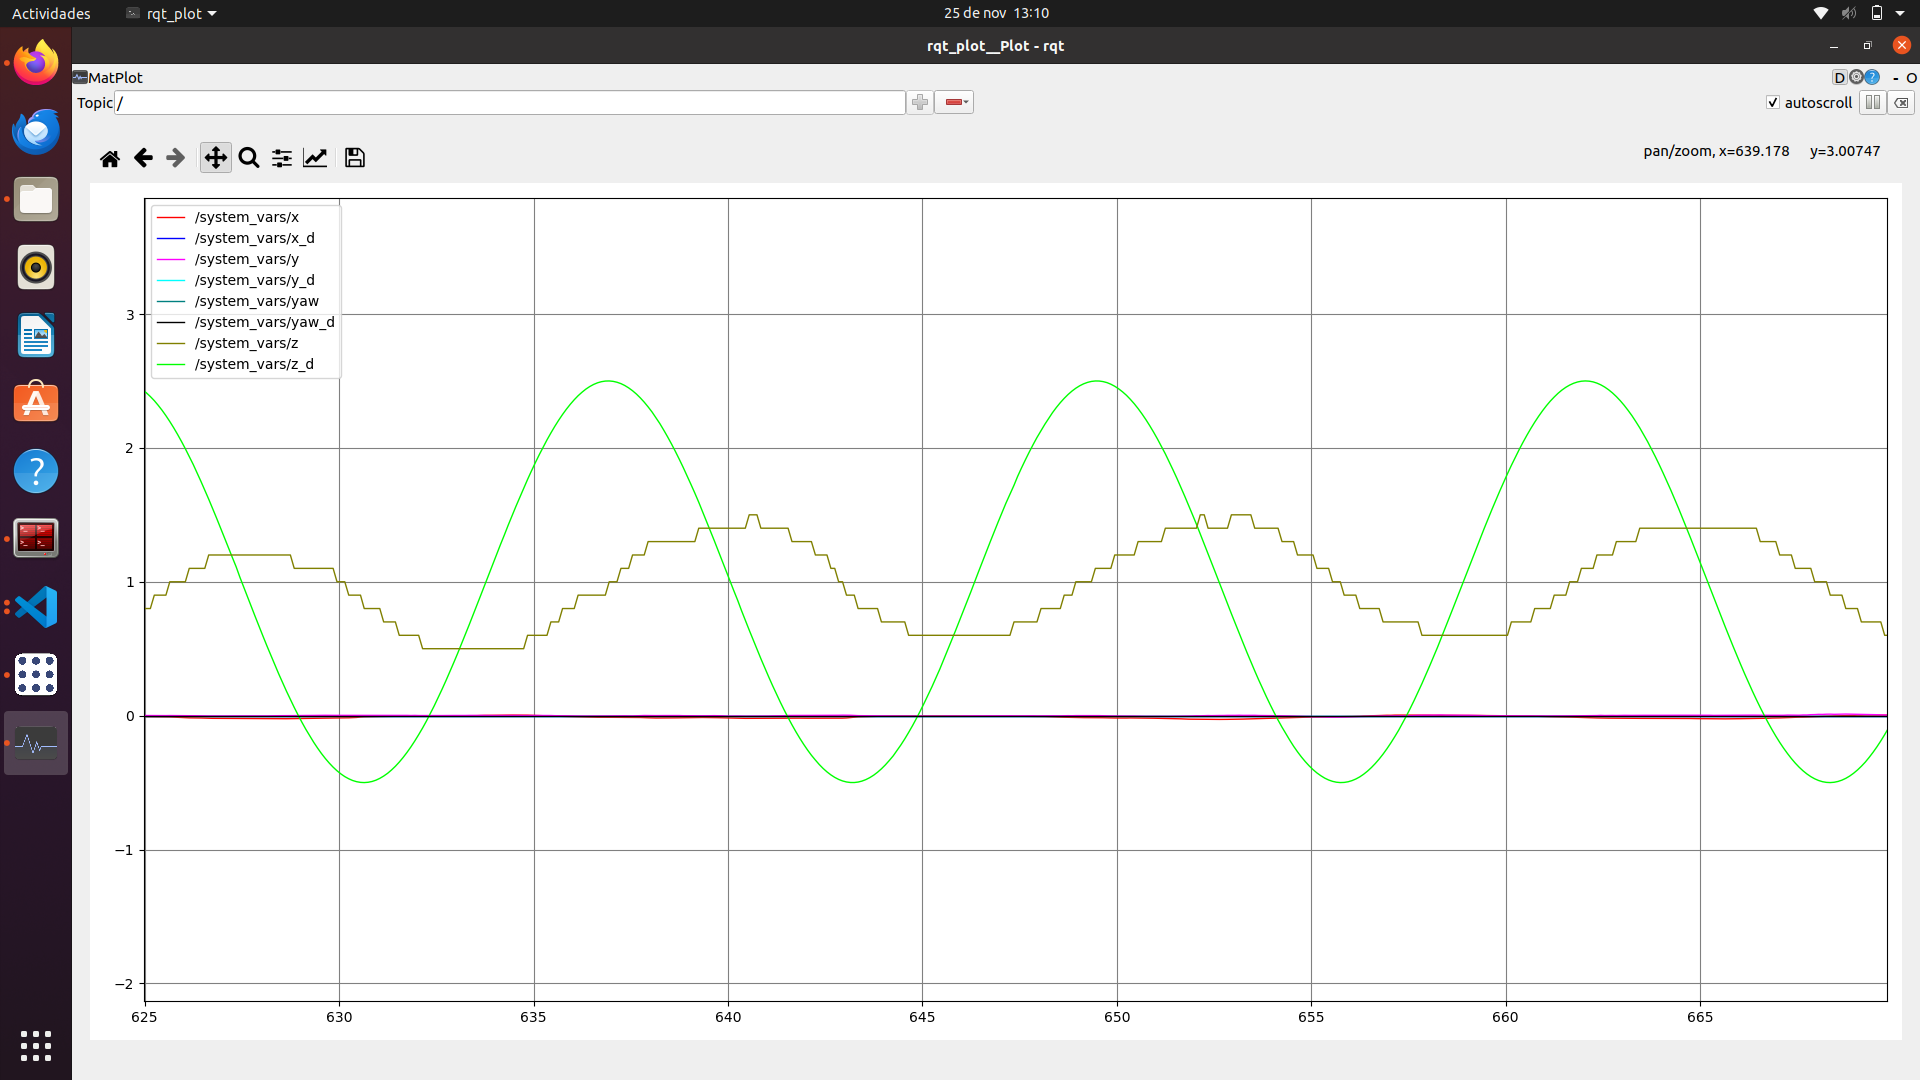 Actividades rqt_plot 25 de nov 13:10
rqt_plot__Plot - rqt
MatPlot D ? - O
Topic / autoscroll
pan/zoom, x=639.178 y=3.00747
/system_vars/x
/system_vars/x_d
/system_vars/y
/system_vars/y_d
/system_vars/yaw
/system_vars/yaw_d
/system_vars/z
/system_vars/z_d
3
2
1
0
−1
−2
625 630 635 640 645 650 655 660 665